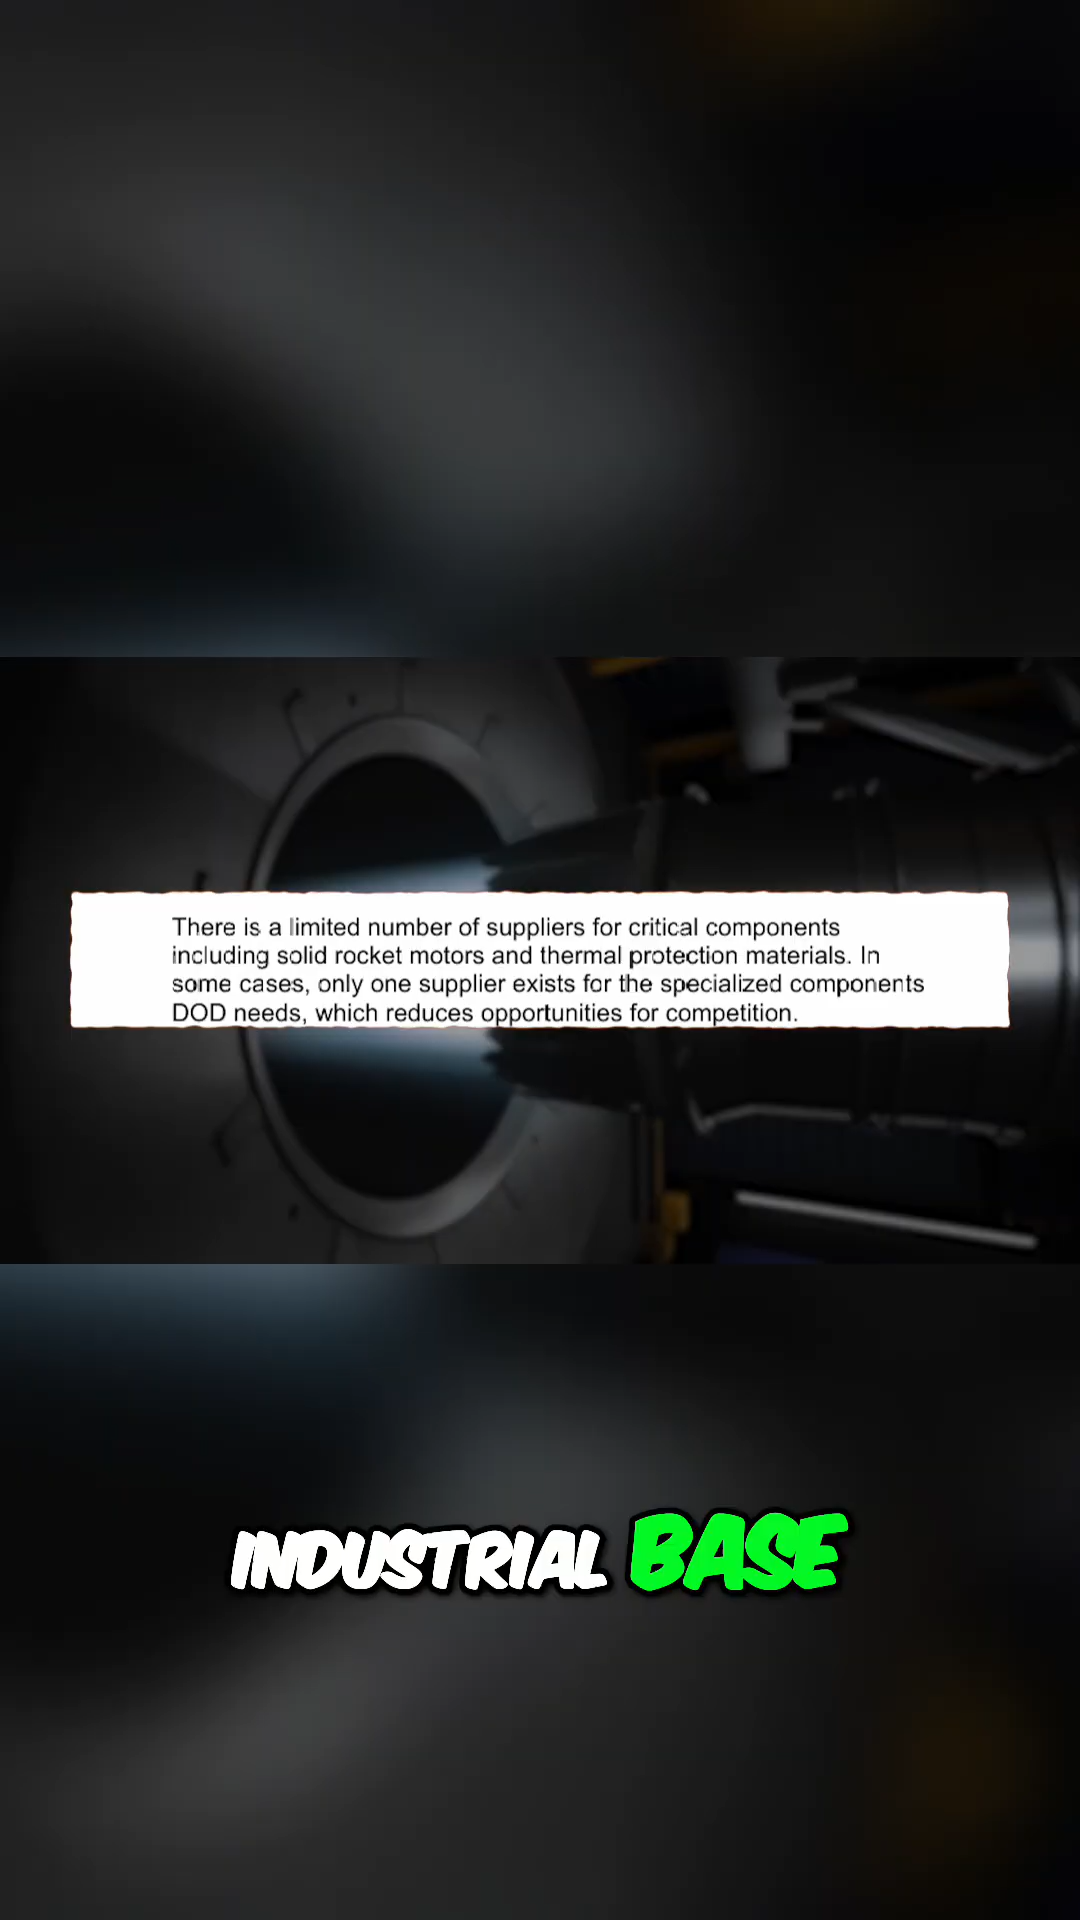 There is a limited number of suppliers for critical components
including solid rocket motors and thermal protection materials. In
some cases, only one supplier exists for the specialized components
DOD needs, which reduces opportunities for competition.
INDUSTRIAL BASE